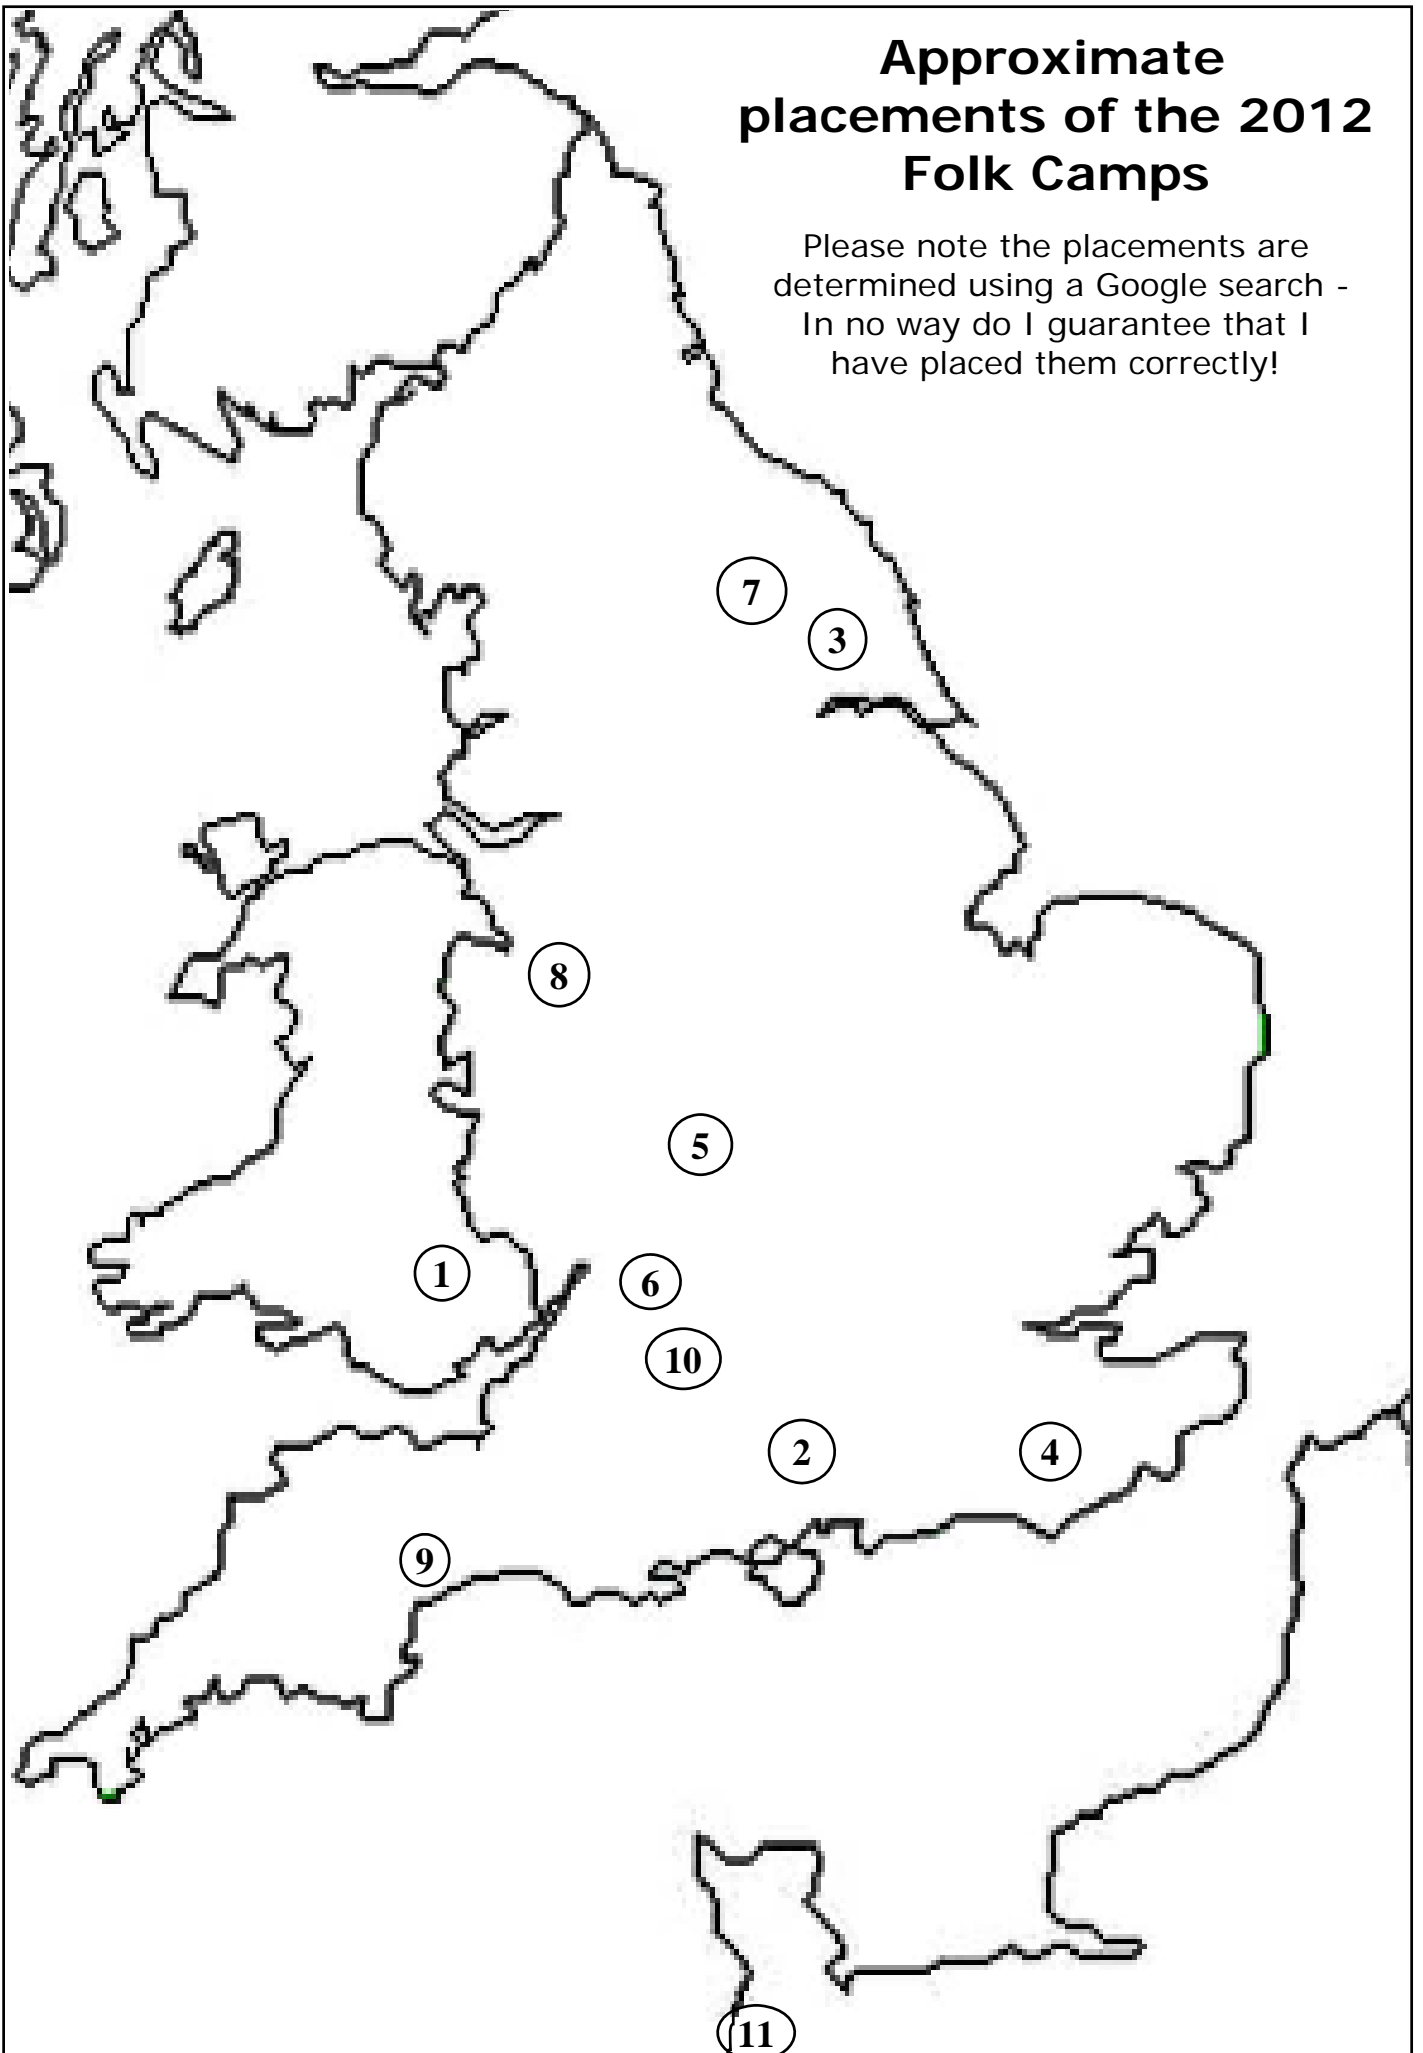 Approximate
placements of the 2012
Folk Camps
Please note the placements are
determined using a Google search -
In no way do I guarantee that I
have placed them correctly!
7
3
8
5
1
6
10
2
4
9
11